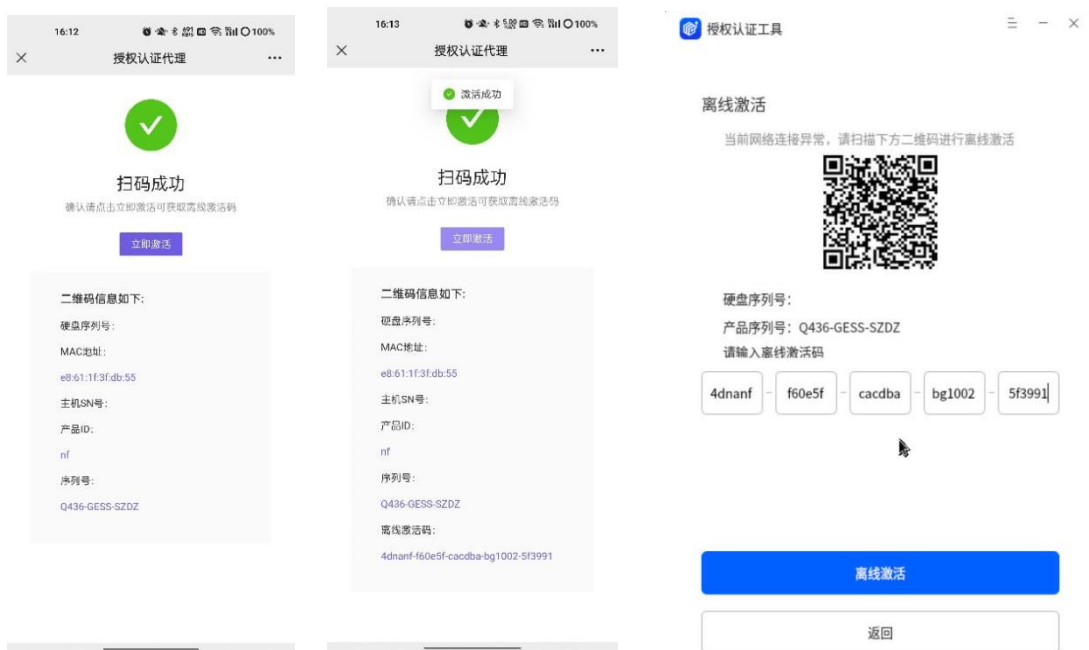 16:12
100%
授权认证代理
扫码成功
确认请点击立即激活可获取离线激活码
立即激活
二维码信息如下:
硬盘序列号:
MAC地址:
e8:61:1f:3f:db:55
主机SN号:
产品ID:
nf
序列号:
Q436-GESS-SZDZ
16:13
100%
授权认证代理
激活成功
扫码成功
确认请点击立即激活可获取离线激活码
立即激活
二维码信息如下:
硬盘序列号:
MAC地址:
e8:61:1f:3f:db:55
主机SN号:
产品ID:
nf
序列号:
Q436-GESS-SZDZ
离线激活码:
4dnanf-f60e5f-cacdba-bg1002-5f3991
授权认证工具
离线激活
当前网络连接异常，请扫描下方二维码进行离线激活
硬盘序列号:
产品序列号: Q436-GESS-SZDZ
请输入离线激活码
4dnanf - f60e5f - cacdba - bg1002 - 5f3991
离线激活
返回